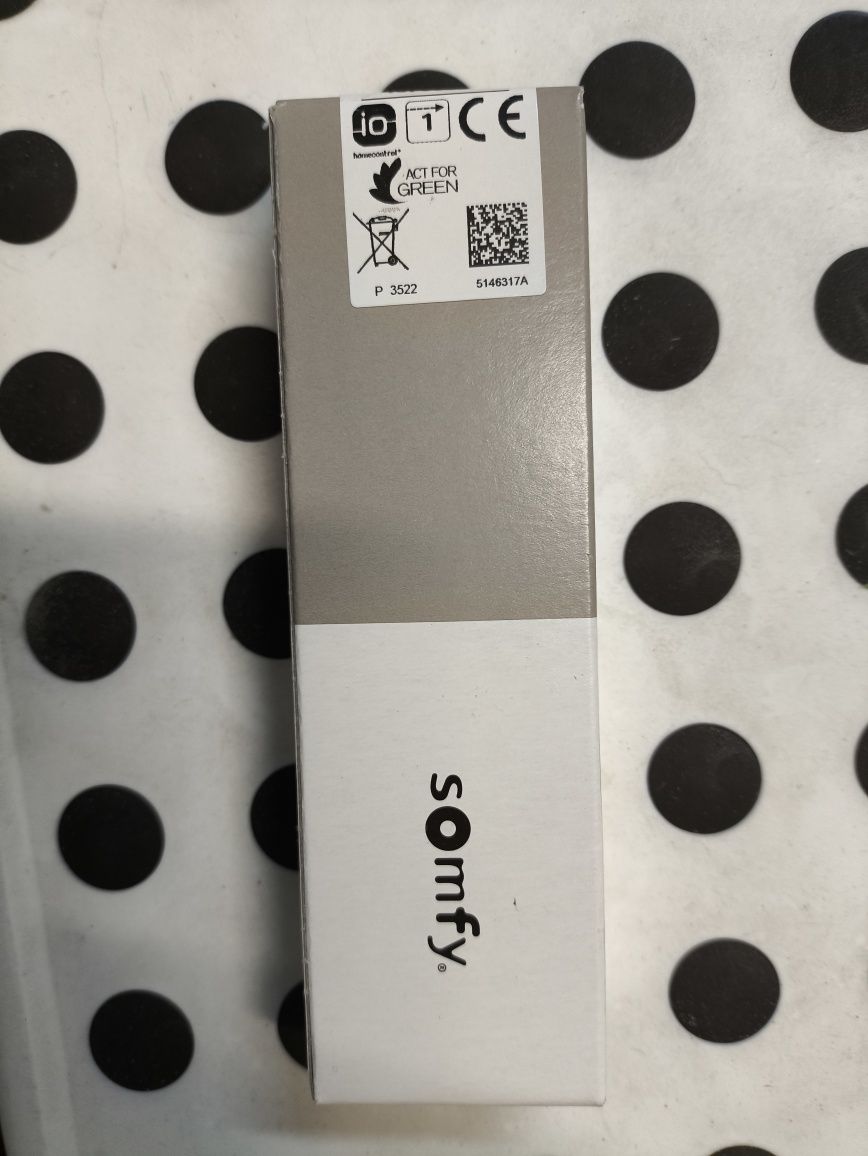 io
homecontrol®
1
CE
ACT FOR
GREEN
P 3522
5146317A
somfy®